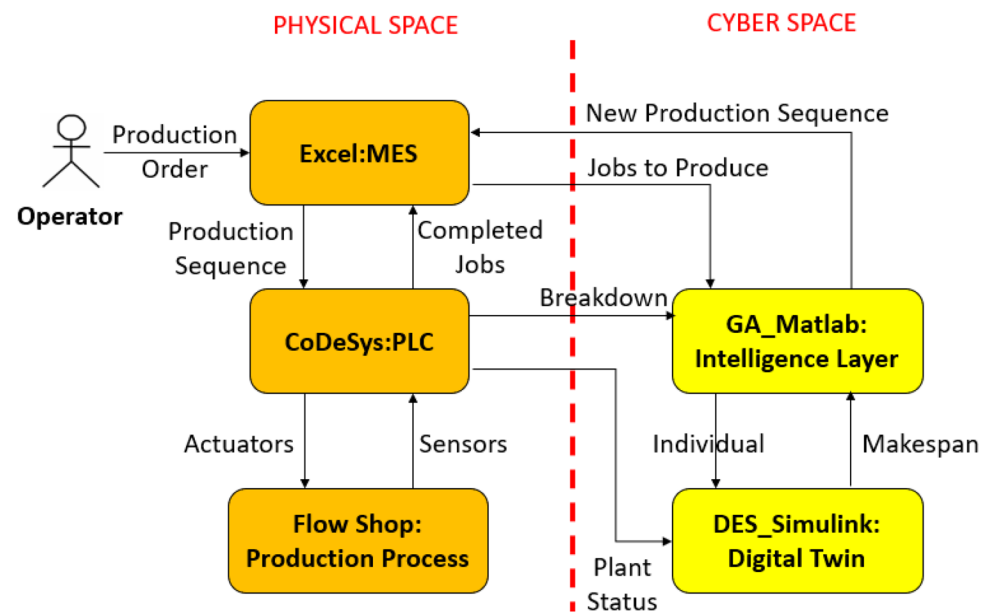 PHYSICAL SPACE
CYBER SPACE
Production
Order
Operator
Excel:MES
New Production Sequence
Jobs to Produce
Production
Sequence
Completed
Jobs
CoDeSys:PLC
Breakdown
GA_Matlab:
Intelligence Layer
Actuators
Sensors
Individual
Makespan
Flow Shop:
Production Process
Plant
Status
DES_Simulink:
Digital Twin